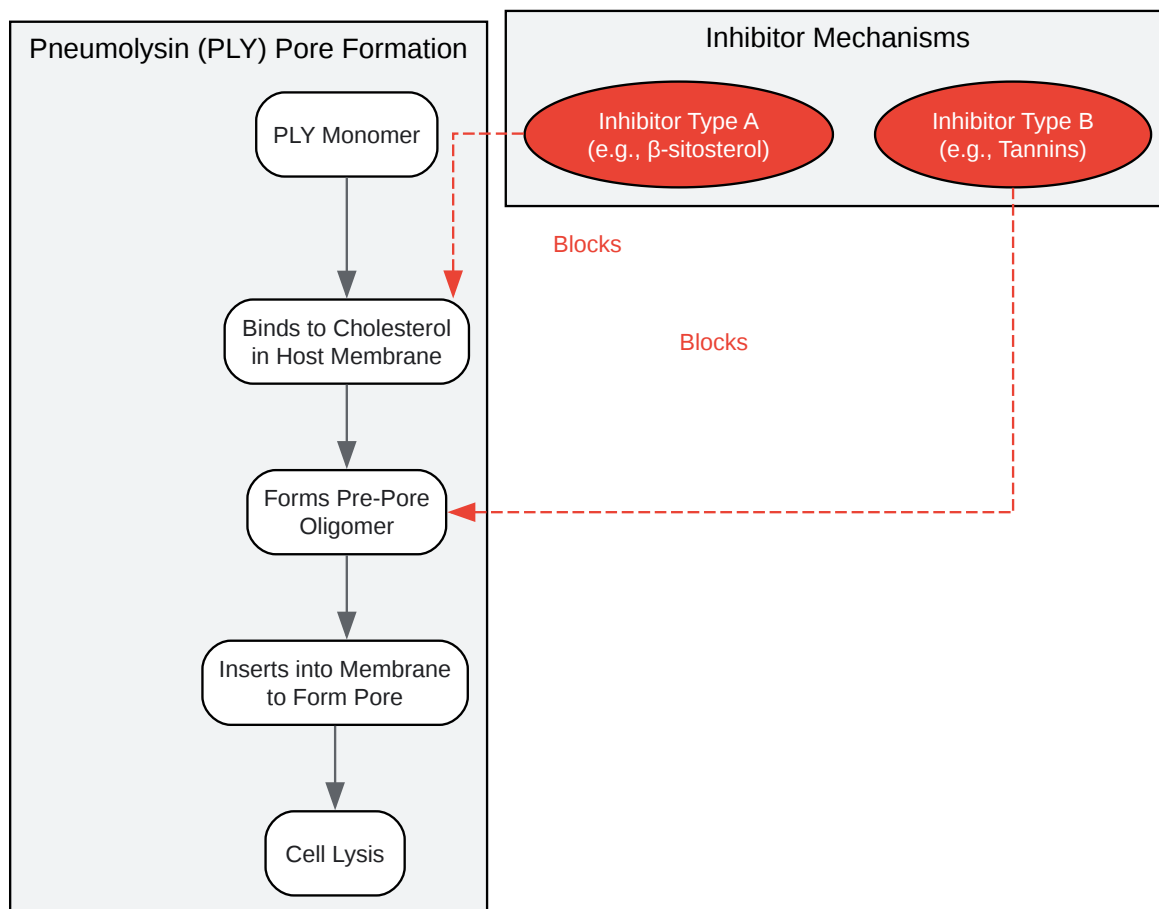 Pneumolysin (PLY) Pore Formation
PLY Monomer
Binds to Cholesterol
in Host Membrane
Forms Pre-Pore
Oligomer
Inserts into Membrane
to Form Pore
Cell Lysis
Inhibitor Mechanisms
Inhibitor Type A
(e.g., β-sitosterol)
Inhibitor Type B
(e.g., Tannins)
Blocks
Blocks